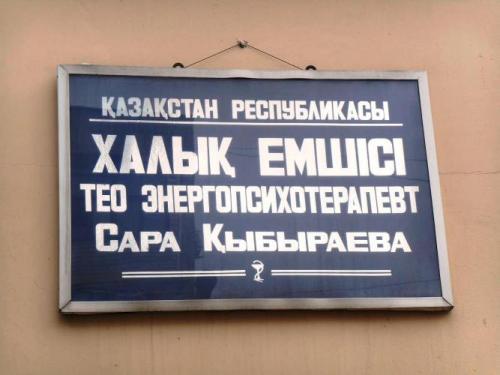 ҚАЗАҚСТАН РЕСПУБЛИКАСЫ
ХАЛЫҚ ЕМШІСІ
ТЕО ЭНЕРГОПСИХОТЕРАПЕВТ
САРА ҚЫБЫРАЕВА